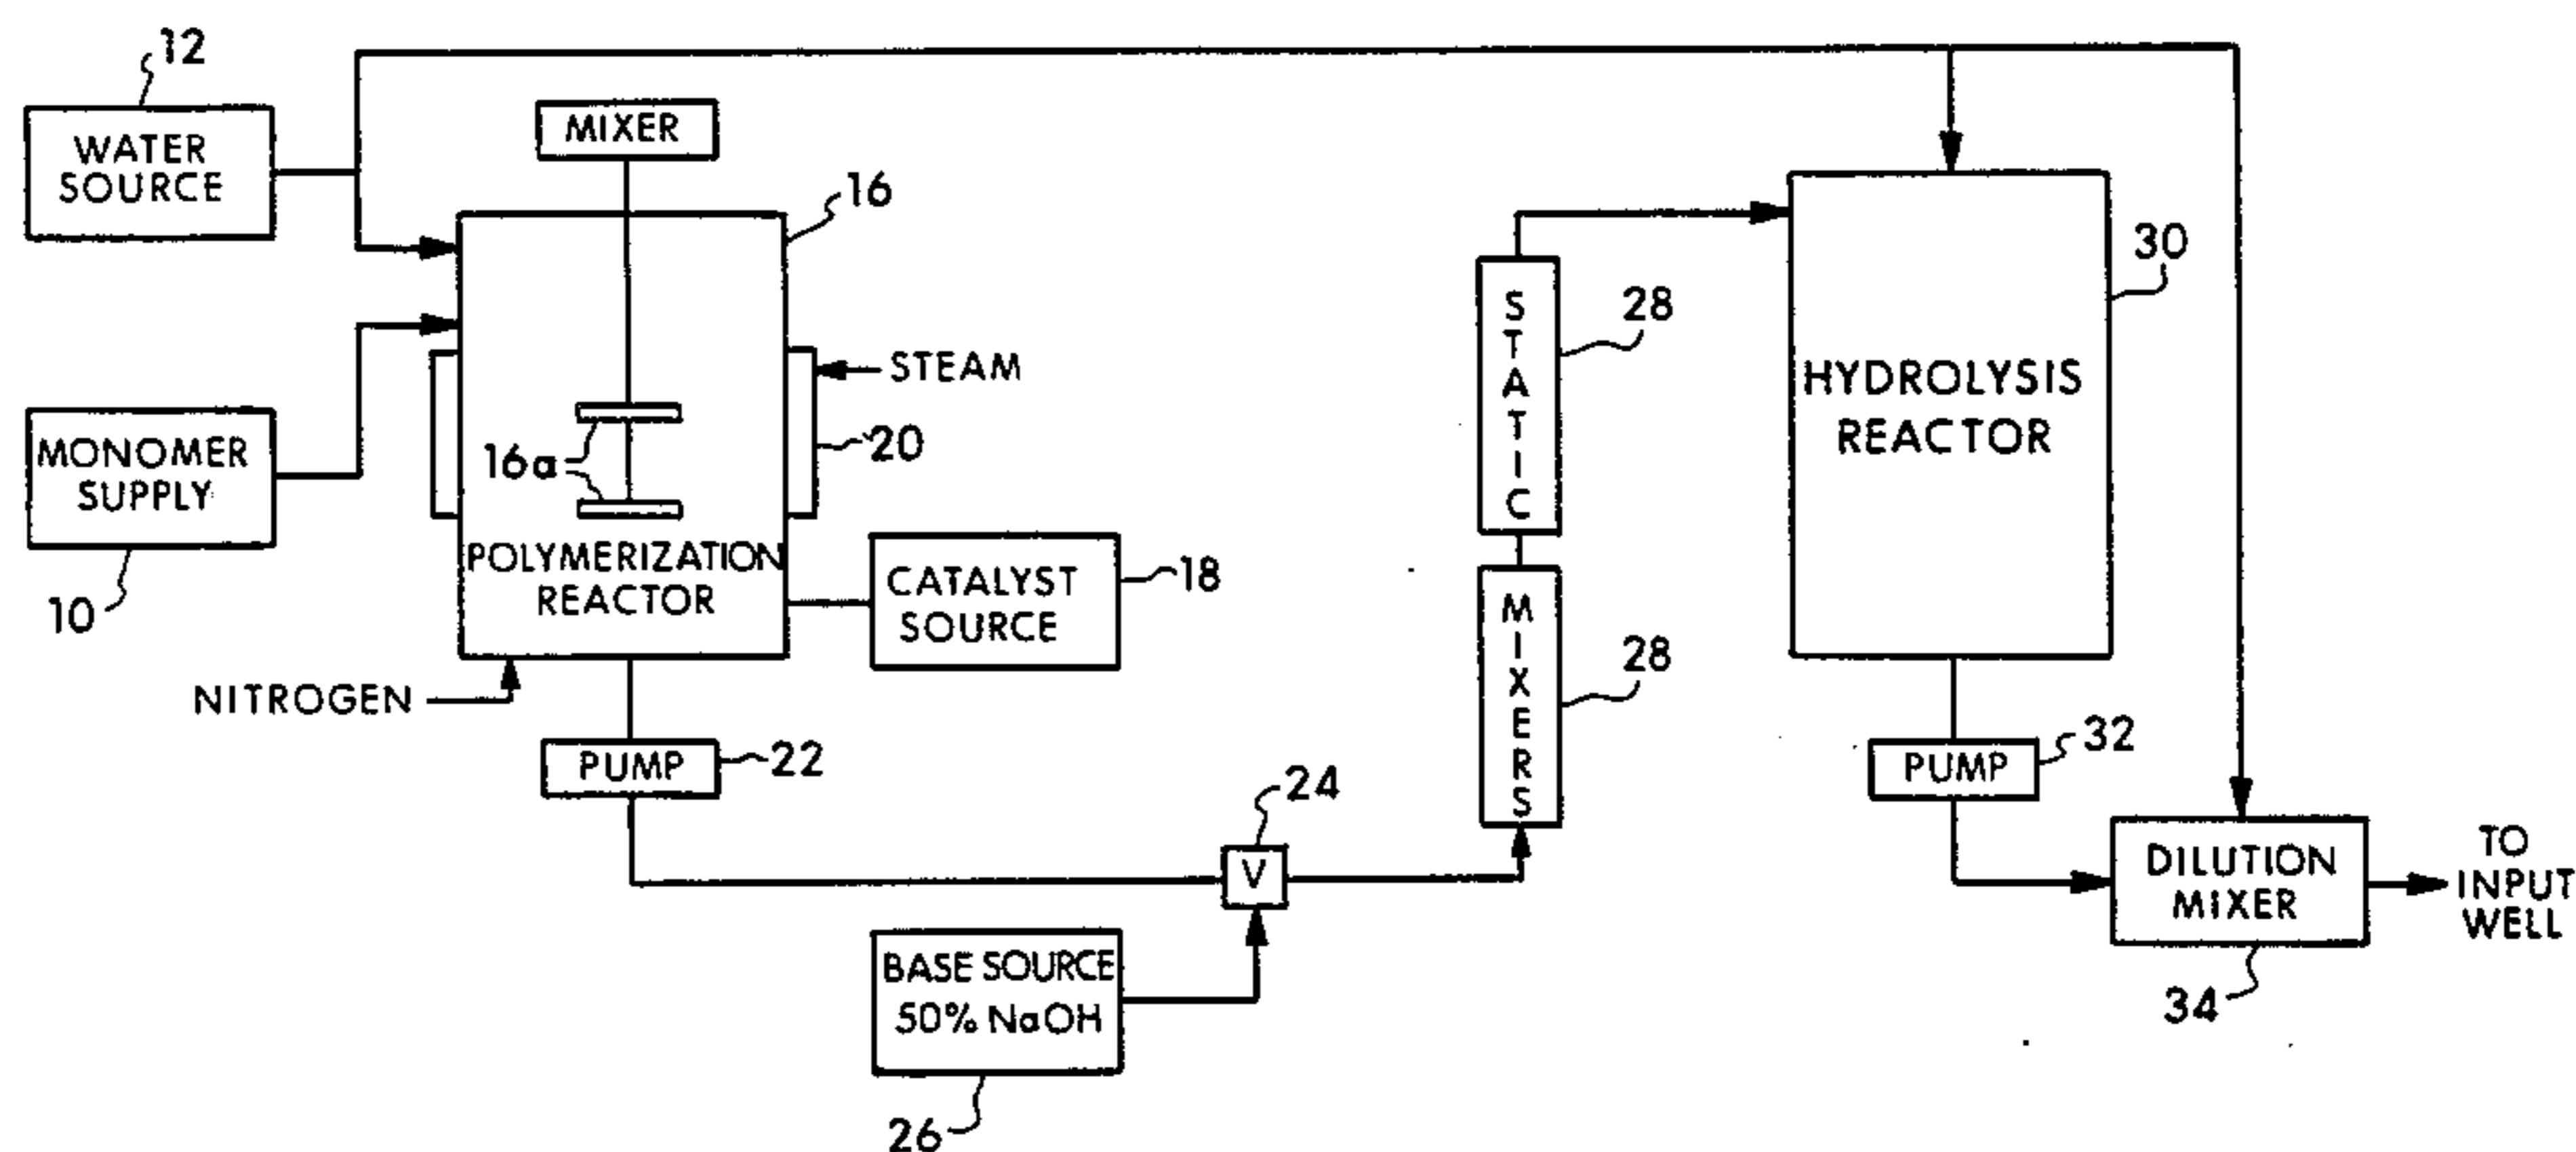 12
WATER
SOURCE
MIXER
16
STEAM
20
16a
MONOMER
SUPPLY
10
POLYMERIZATION
REACTOR
CATALYST
SOURCE
18
NITROGEN
PUMP
22
24
V
BASE SOURCE
50% NaOH
26
STATIC
28
MIXERS
28
HYDROLYSIS
REACTOR
30
PUMP
32
DILUTION
MIXER
34
TO
INPUT
WELL